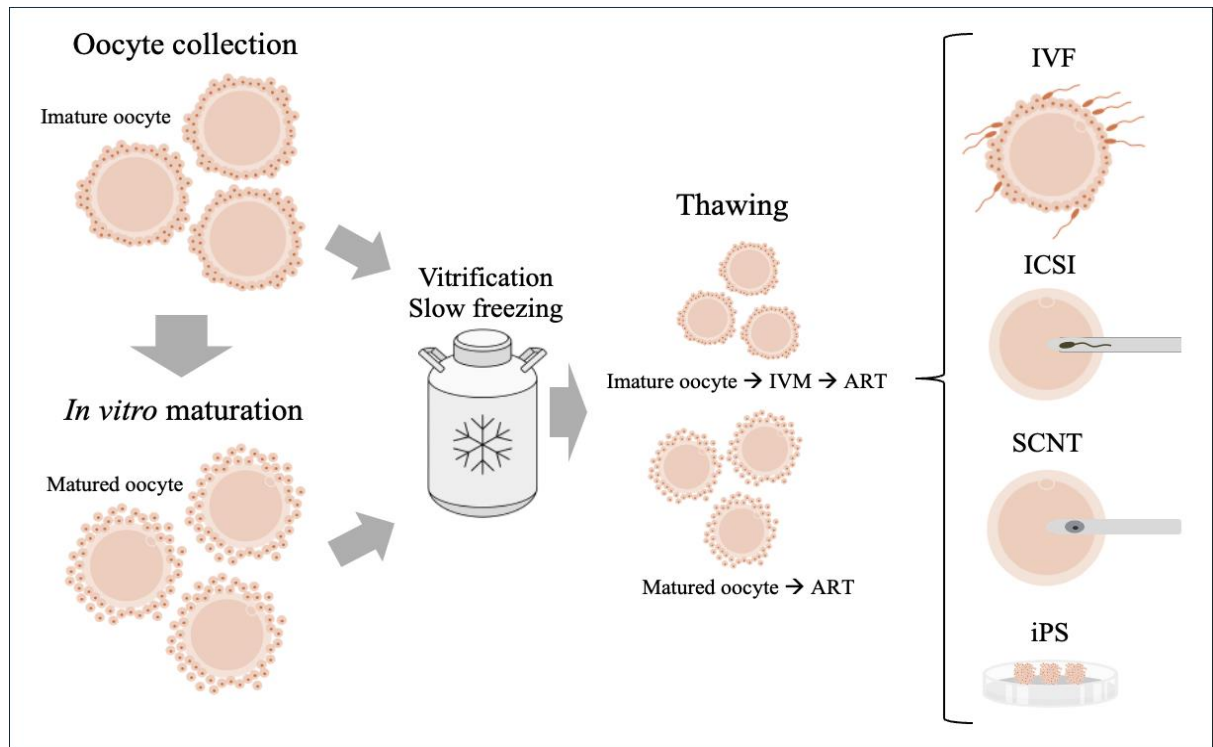 Oocyte collection
Imature oocyte
In vitro maturation
Matured oocyte
Vitrification
Slow freezing
Thawing
Imature oocyte → IVM → ART
Matured oocyte → ART
IVF
ICSI
SCNT
iPS